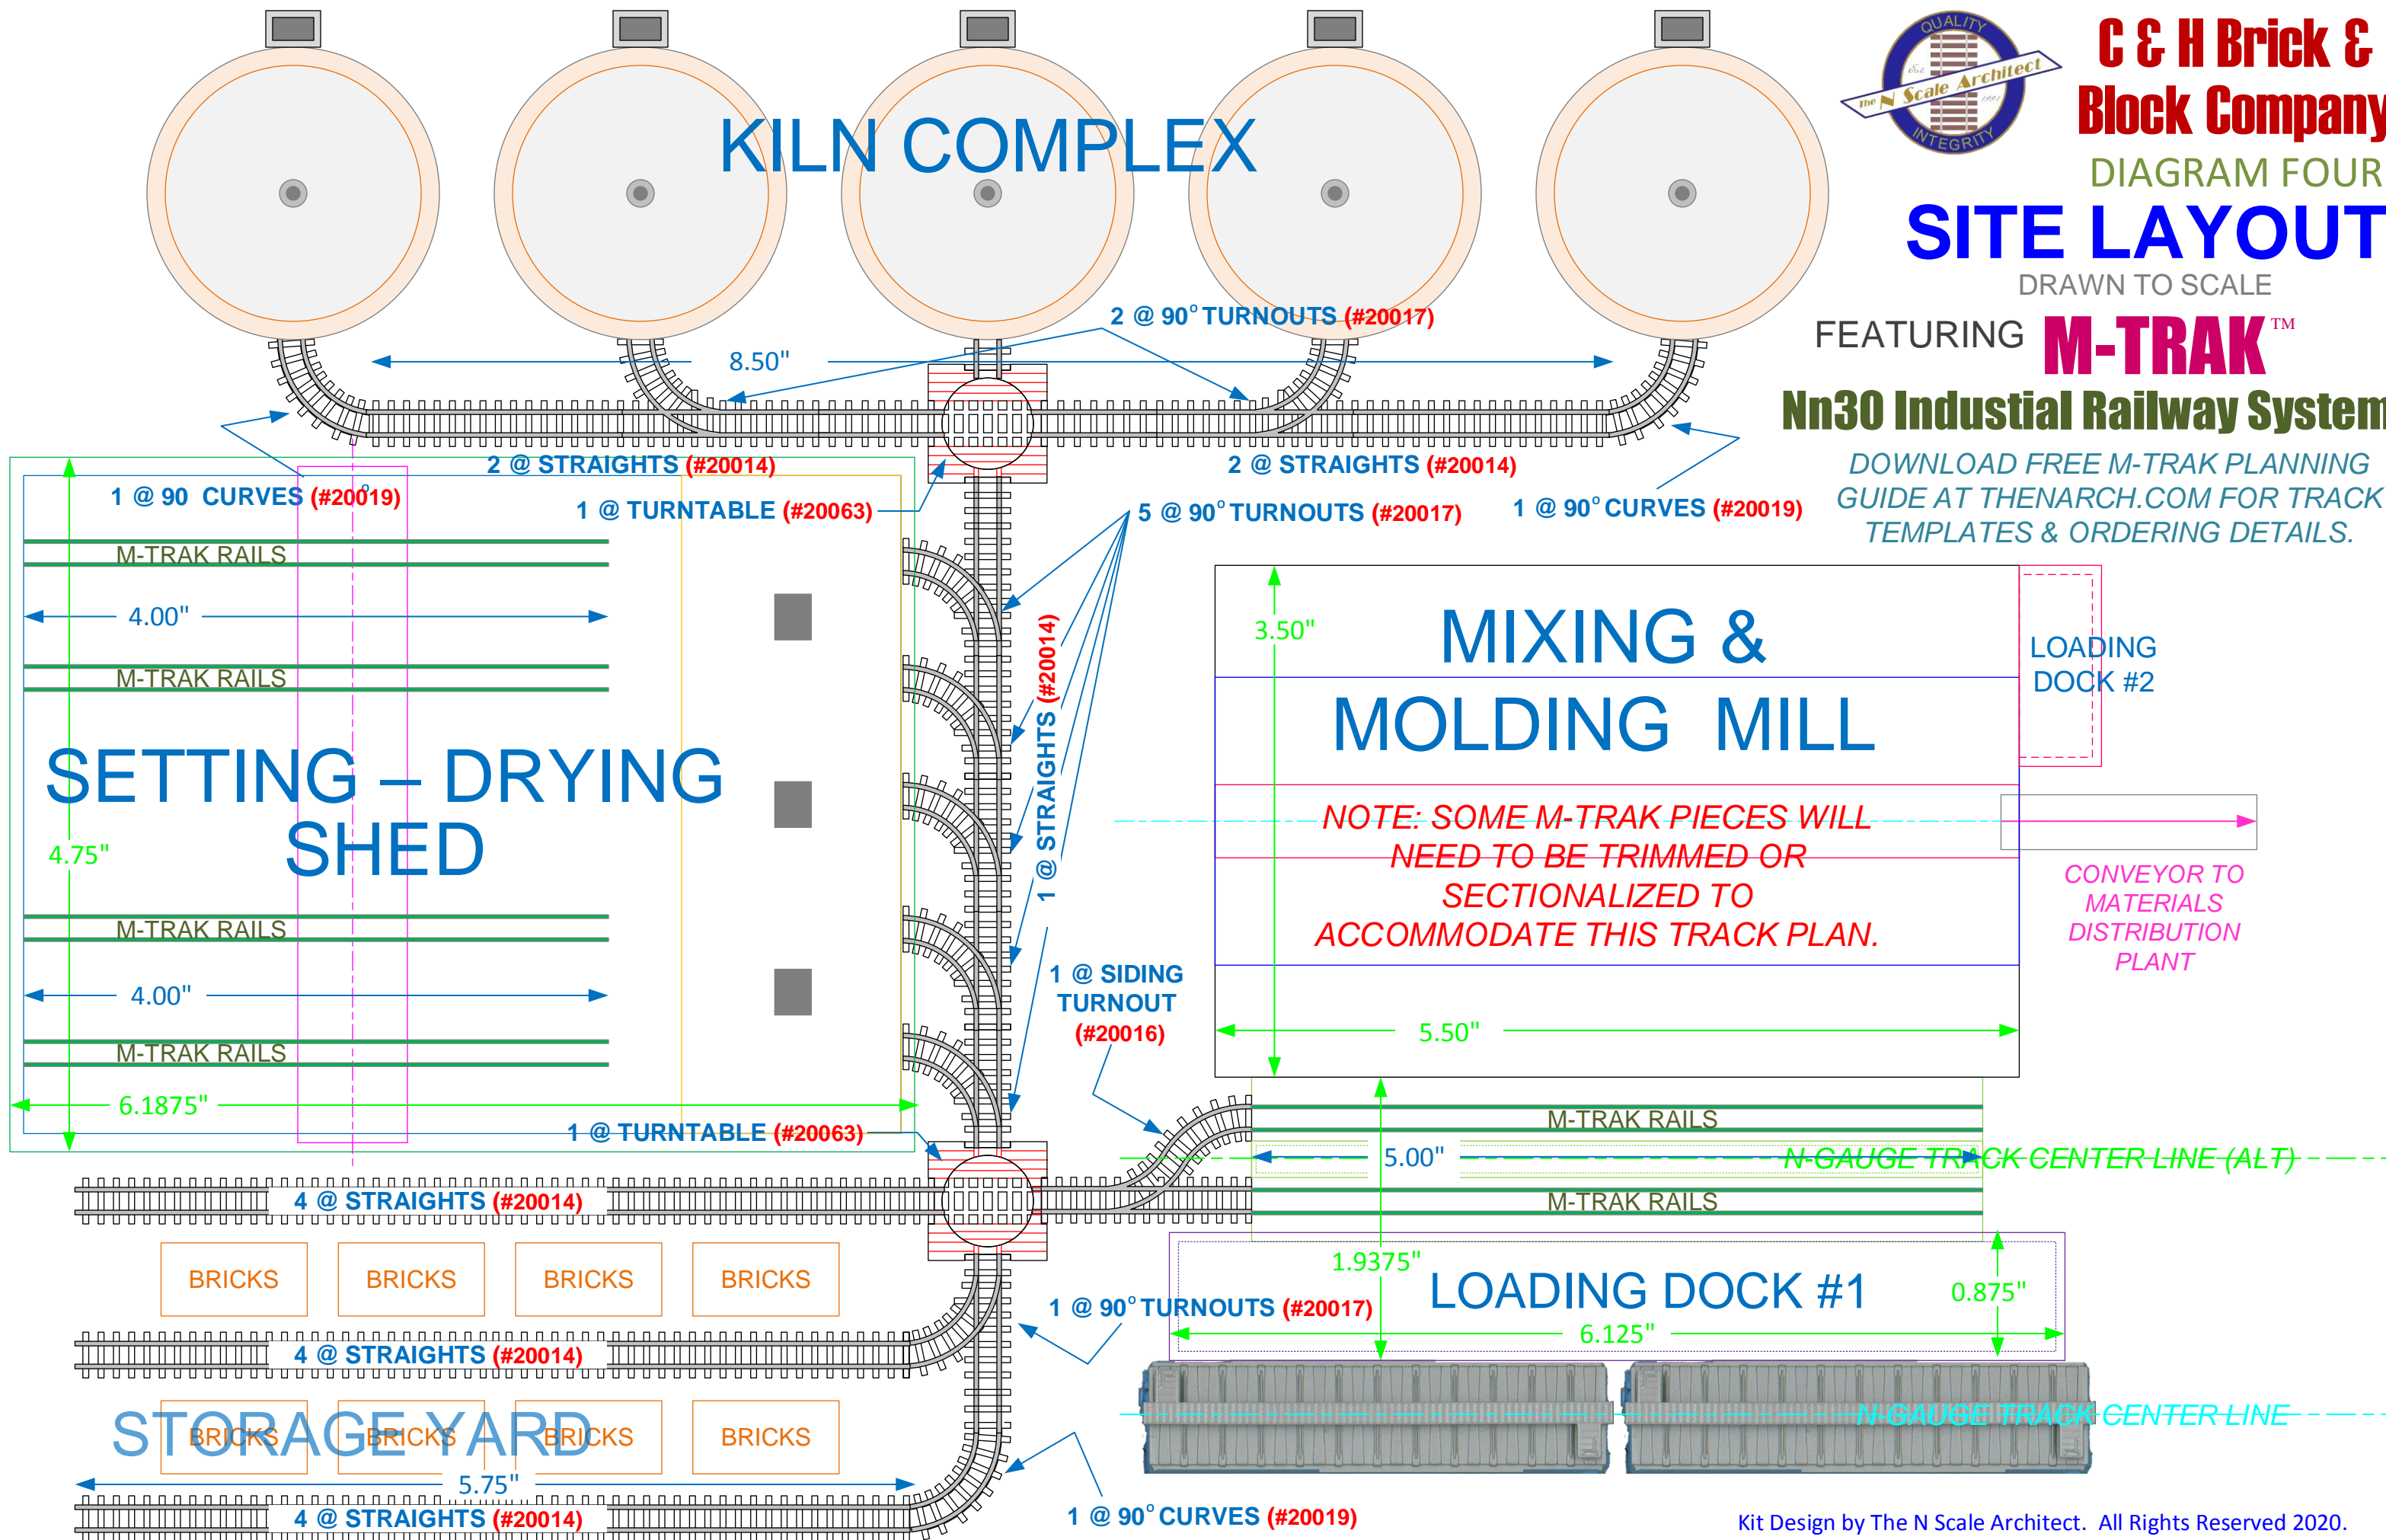 QUALITY
Est.
The N Scale Architect
1991
INTEGRITY
C & H Brick &
Block Company
DIAGRAM FOUR
SITE LAYOUT
DRAWN TO SCALE
FEATURING M-TRAK™
Nn30 Industial Railway System
DOWNLOAD FREE M-TRAK PLANNING
GUIDE AT THENARCH.COM FOR TRACK
TEMPLATES & ORDERING DETAILS.
KILN COMPLEX
2 @ 90° TURNOUTS (#20017)
8.50"
2 @ STRAIGHTS (#20014)
2 @ STRAIGHTS (#20014)
1 @ 90° CURVES (#20019)
1 @ TURNTABLE (#20063)
5 @ 90° TURNOUTS (#20017)
1 @ 90° CURVES (#20019)
M-TRAK RAILS
4.00"
M-TRAK RAILS
SETTING – DRYING
SHED
4.75"
M-TRAK RAILS
4.00"
M-TRAK RAILS
6.1875"
1 @ STRAIGHTS (#20014)
3.50"
MIXING &
MOLDING MILL
LOADING
DOCK #2
NOTE: SOME M-TRAK PIECES WILL
NEED TO BE TRIMMED OR
SECTIONALIZED TO
ACCOMMODATE THIS TRACK PLAN.
CONVEYOR TO
MATERIALS
DISTRIBUTION
PLANT
1 @ SIDING
TURNOUT
(#20016)
5.50"
1 @ TURNTABLE (#20063)
M-TRAK RAILS
5.00"
N-GAUGE TRACK CENTER LINE (ALT)
M-TRAK RAILS
4 @ STRAIGHTS (#20014)
BRICKS BRICKS BRICKS BRICKS
1.9375"
LOADING DOCK #1
0.875"
6.125"
1 @ 90° TURNOUTS (#20017)
4 @ STRAIGHTS (#20014)
STORAGE YARD
BRICKS BRICKS BRICKS BRICKS
N-GAUGE TRACK CENTER LINE
5.75"
4 @ STRAIGHTS (#20014)
1 @ 90° CURVES (#20019)
Kit Design by The N Scale Architect. All Rights Reserved 2020.